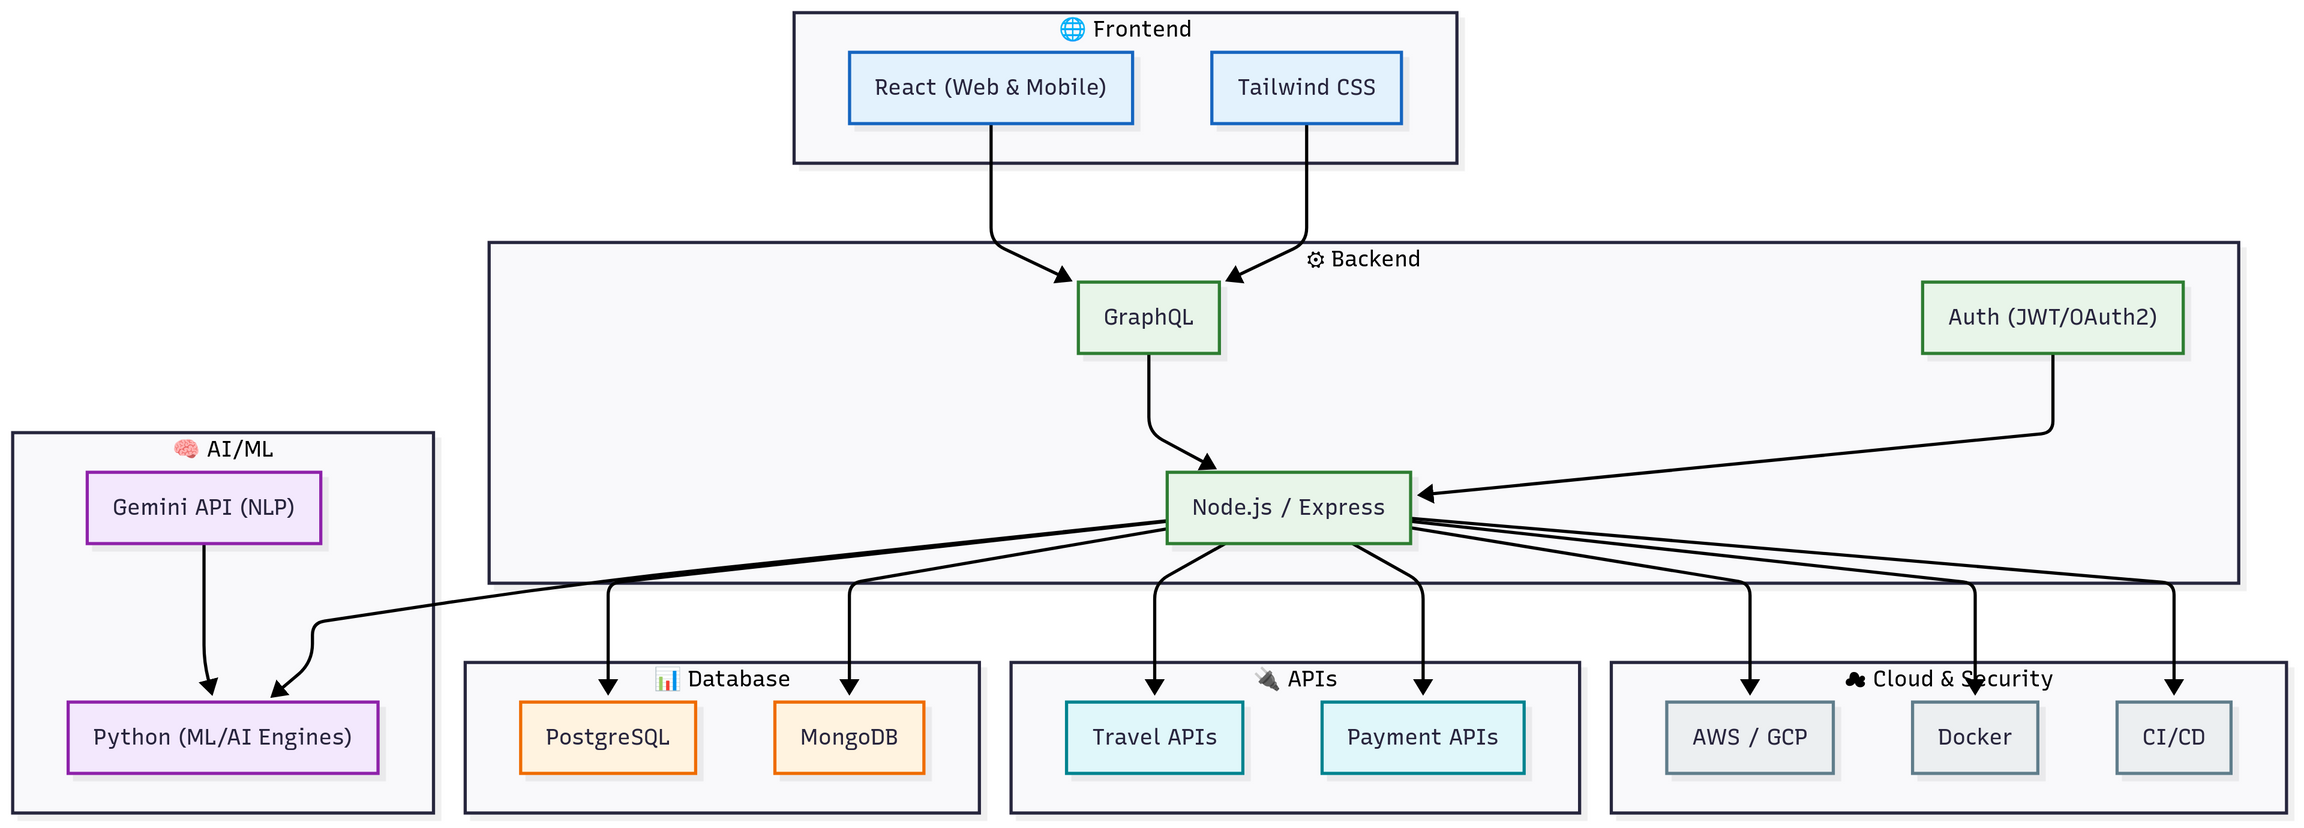 🌐 Frontend
React (Web & Mobile)
Tailwind CSS
⚙ Backend
GraphQL
Auth (JWT/OAuth2)
🧠 AI/ML
Gemini API (NLP)
Node.js / Express
Python (ML/AI Engines)
📊 Database
PostgreSQL
MongoDB
🔌 APIs
Travel APIs
Payment APIs
☁ Cloud & Security
AWS / GCP
Docker
CI/CD